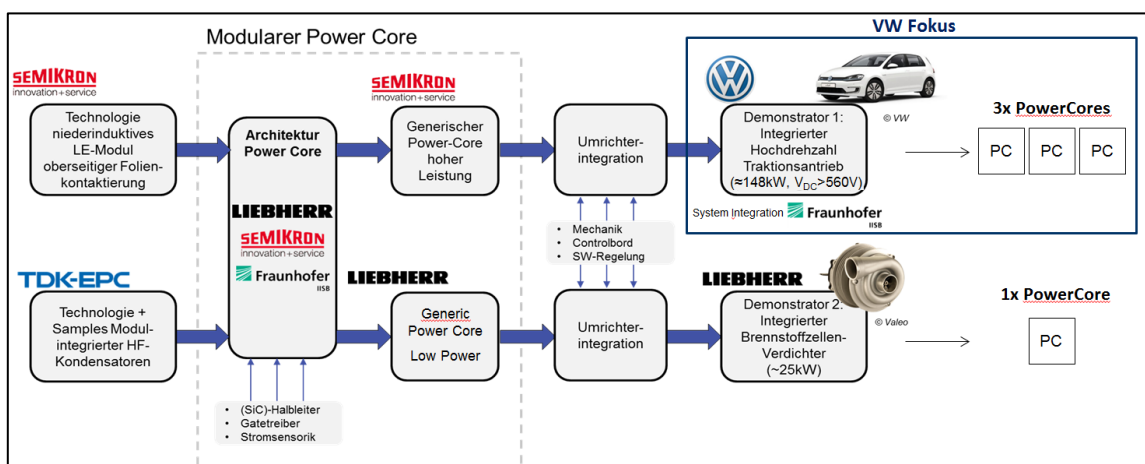 VW Fokus
Modularer Power Core
SEMIKRON
innovation+service
Technologie
niederinduktives
LE-Modul
oberseitiger Folien-
kontaktierung
Architektur
Power Core
LIEBHERR
SEMIKRON
innovation+service
Fraunhofer
IISB
SEMIKRON
innovation+service
Generischer
Power-Core
hoher
Leistung
Umrichter-
integration
© VW
Demonstrator 1:
Integrierter
Hochdrehzahl
Traktionsantrieb
(≈148kW, VDC>560V)
System Integration
Fraunhofer
IISB
3x PowerCores
PC
PC
PC
• Mechanik
• Controlbord
• SW-Regelung
TDK-EPC
Technologie +
Samples Modul-
integrierter HF-
Kondensatoren
LIEBHERR
Generic
Power Core
Low Power
Umrichter-
integration
LIEBHERR
© Valeo
Demonstrator 2:
Integrierter
Brennstoffzellen-
Verdichter
(~25kW)
1x PowerCore
PC
• (SiC)-Halbleiter
• Gatetreiber
• Stromsensorik